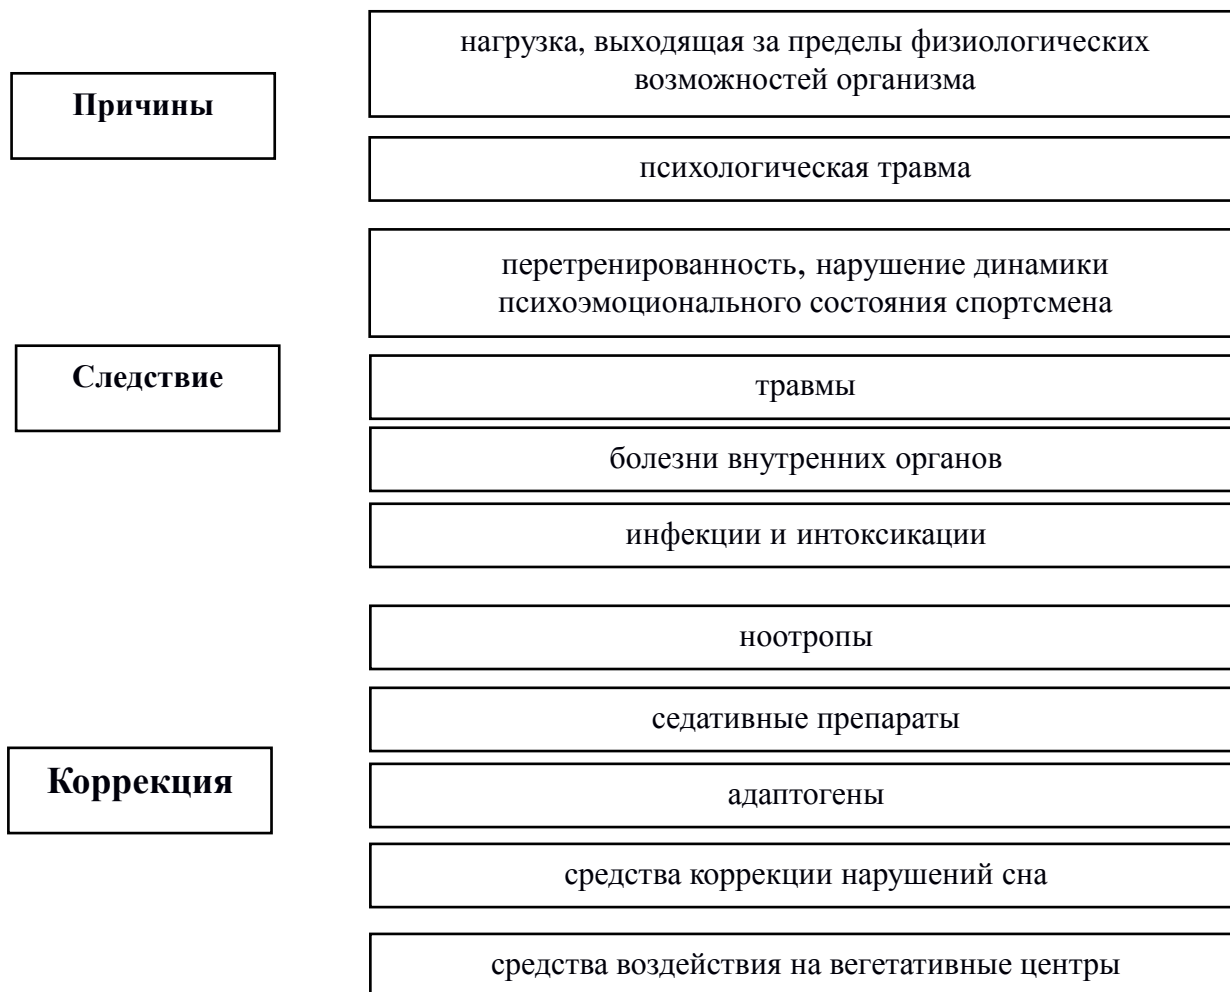 Причины
нагрузка, выходящая за пределы физиологических
возможностей организма
психологическая травма
Следствие
перетренированность, нарушение динамики
психоэмоционального состояния спортсмена
травмы
болезни внутренних органов
инфекции и интоксикации
Коррекция
ноотропы
седативные препараты
адаптогены
средства коррекции нарушений сна
средства воздействия на вегетативные центры